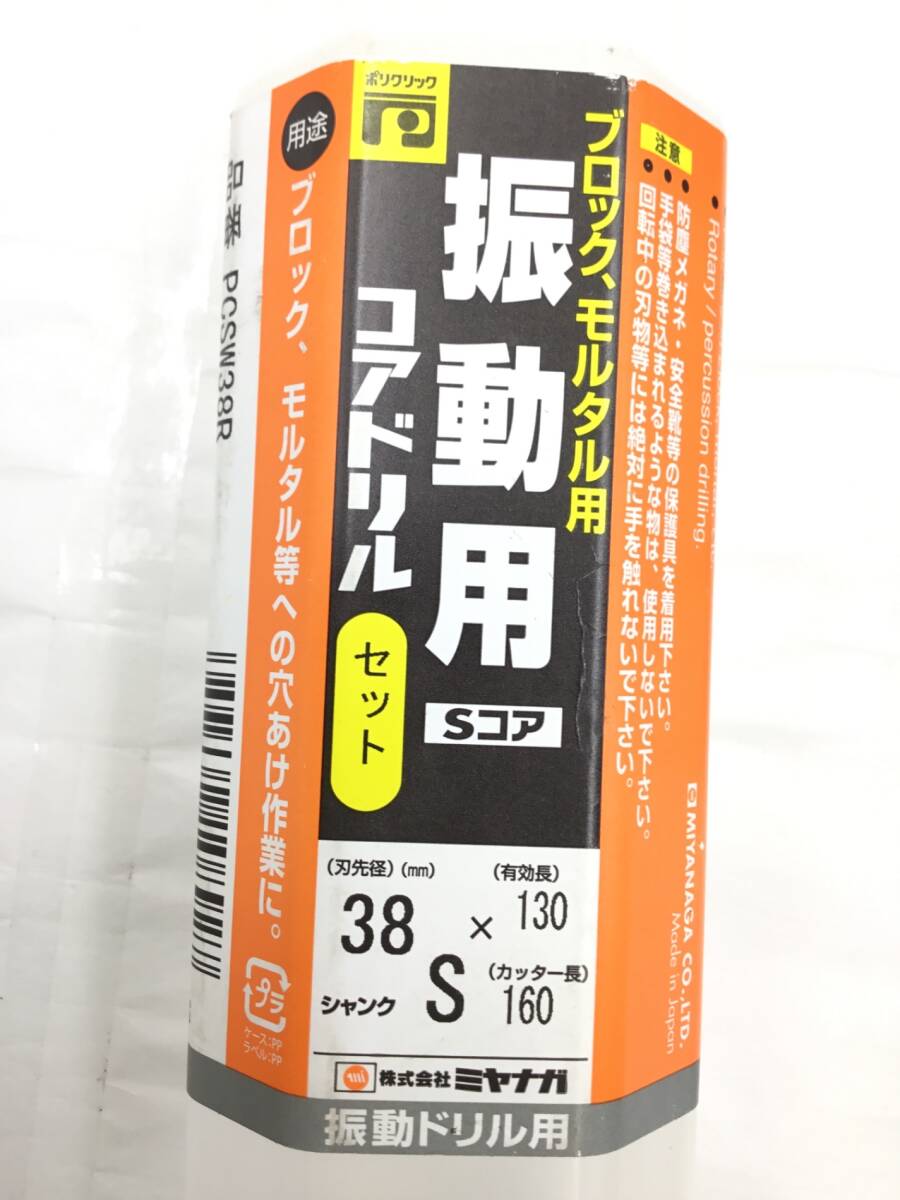 品番 PCSW38R
用途
ブロック、モルタル等への穴あけ作業に。
プラ
ケース:PP
ラベル:PP
ポリクリック
ブロック、モルタル用
振動用
コアドリル
セット
Sコア
(刃先径) (mm)
38
×
(有効長)
130
シャンク S
(カッター長)
160
mi 株式会社 ミヤナガ
振動ドリル用
注意
• 防塵メガネ・安全靴等の保護具を着用下さい。
• 手袋等巻き込まれるような物は、使用しないで下さい。
• 回転中の刃物等には絶対に手を触れないで下さい。
• Rotary / percussion drilling.
MIYANAGA CO.,LTD.
Made in Japan